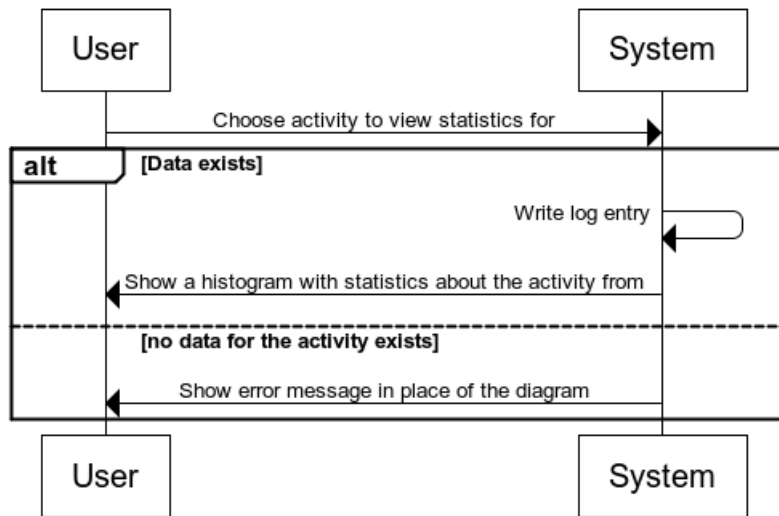 User
System
Choose activity to view statistics for
alt
[Data exists]
Write log entry
Show a histogram with statistics about the activity from
[no data for the activity exists]
Show error message in place of the diagram
User
System